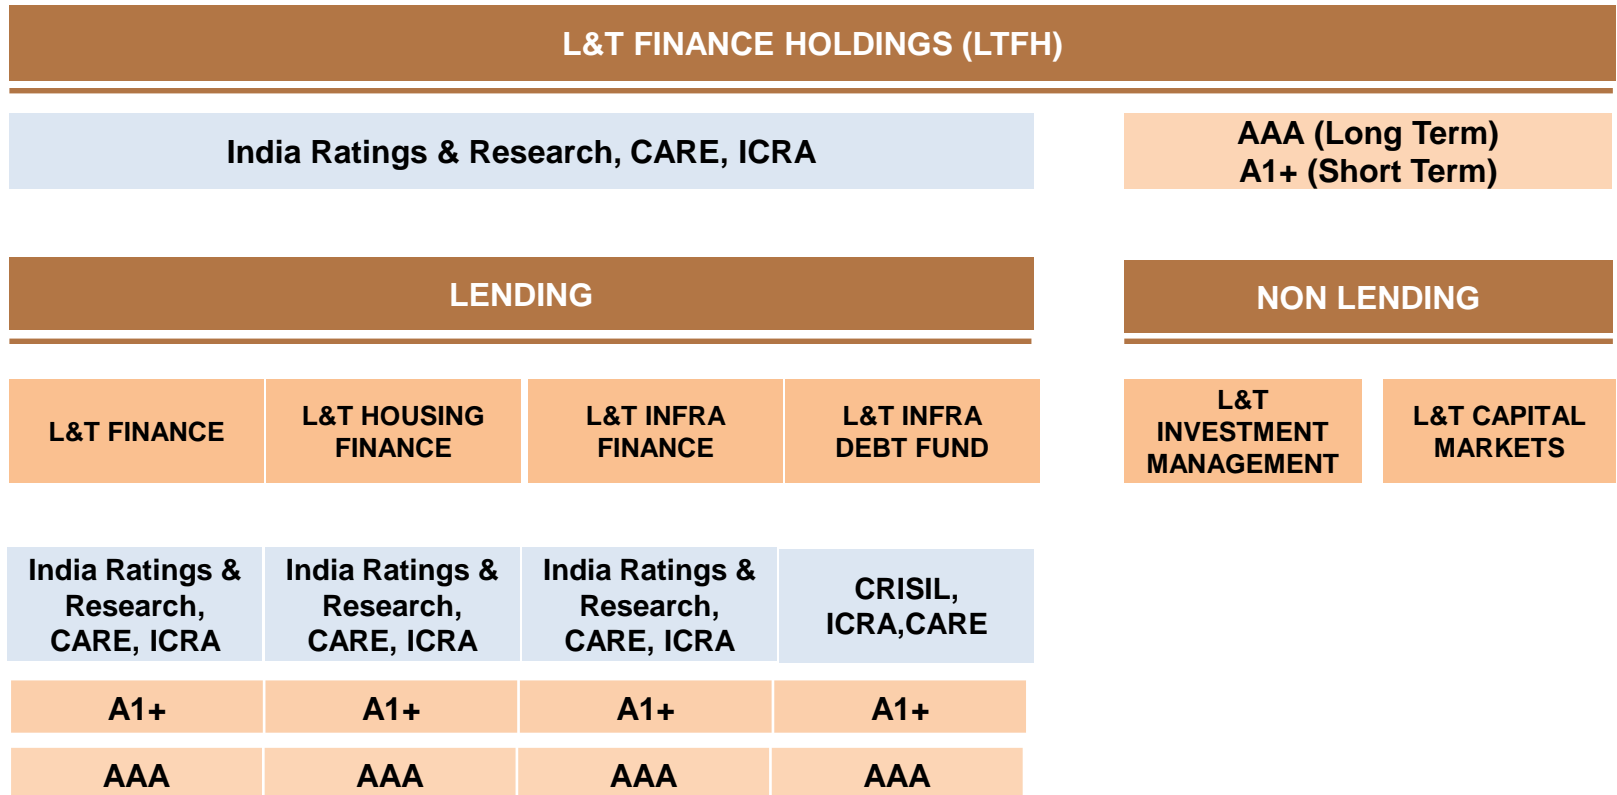 L&T FINANCE HOLDINGS (LTFH)
India Ratings & Research, CARE, ICRA
AAA (Long Term)
A1+ (Short Term)
LENDING
NON LENDING
L&T FINANCE
L&T HOUSING
FINANCE
L&T INFRA
FINANCE
L&T INFRA
DEBT FUND
L&T
INVESTMENT
MANAGEMENT
L&T CAPITAL
MARKETS
India Ratings &
Research,
CARE, ICRA
India Ratings &
Research,
CARE, ICRA
India Ratings &
Research,
CARE, ICRA
CRISIL,
ICRA,CARE
A1+
A1+
A1+
A1+
AAA
AAA
AAA
AAA